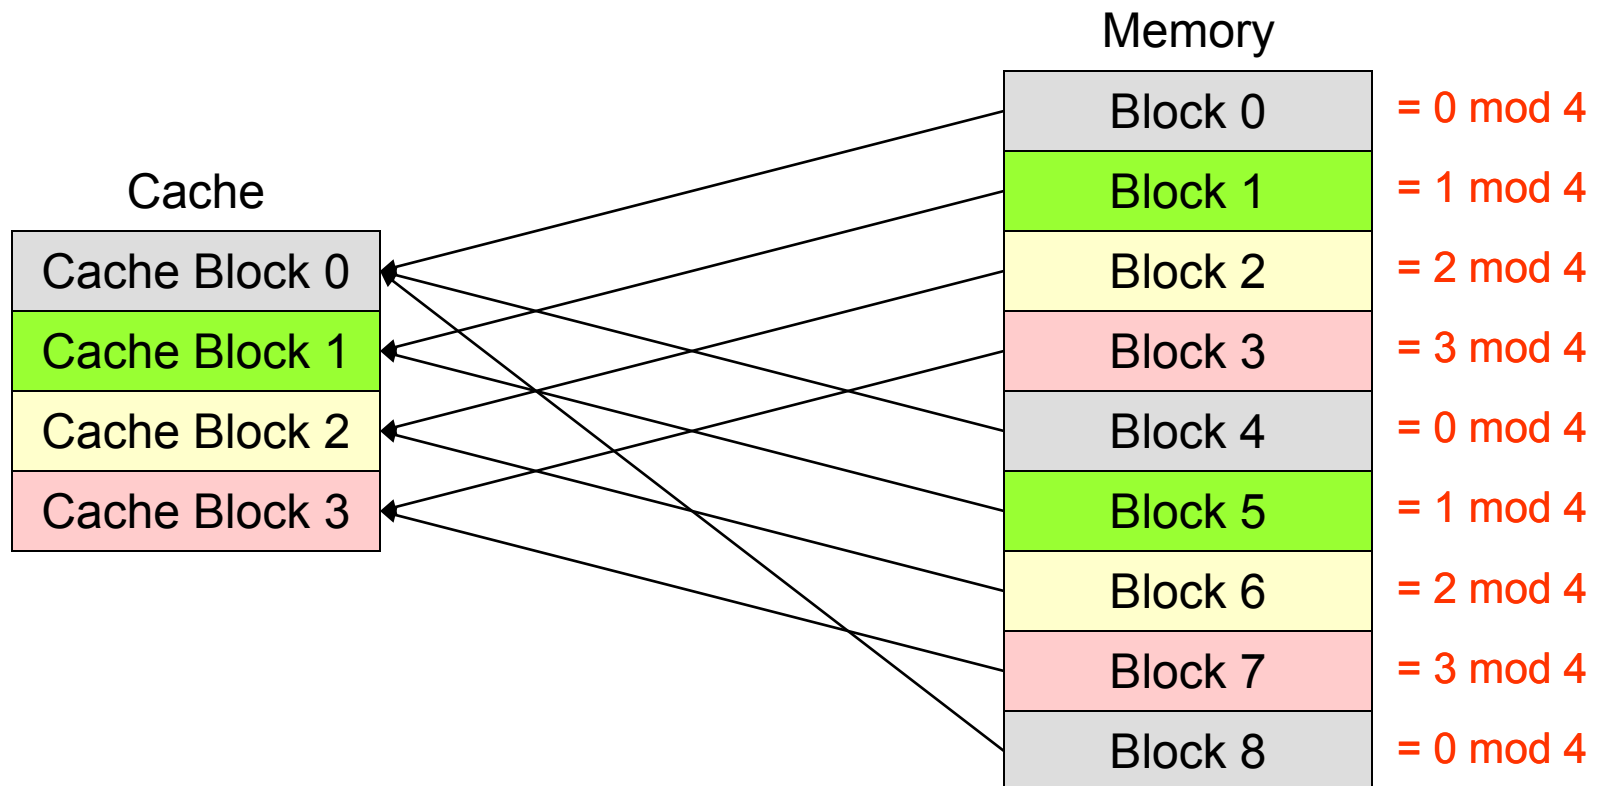 Memory
Block 0 = 0 mod 4
Cache Block 1 = 1 mod 4
Cache Block 0 Block 2 = 2 mod 4
Cache Block 1 Block 3 = 3 mod 4
Cache Block 2 Block 4 = 0 mod 4
Cache Block 3 Block 5 = 1 mod 4
Block 6 = 2 mod 4
Block 7 = 3 mod 4
Block 8 = 0 mod 4